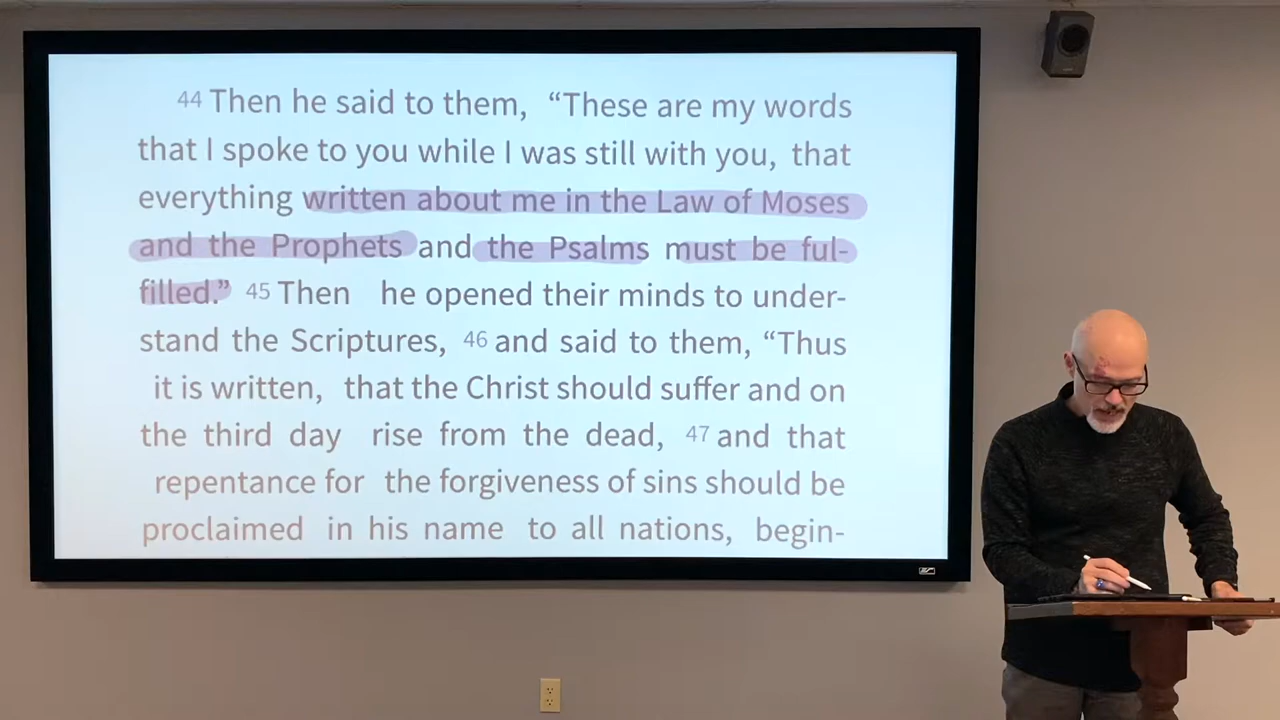 44 Then he said to them, “These are my words
that I spoke to you while I was still with you, that
everything written about me in the Law of Moses
and the Prophets and the Psalms must be ful-
filled.” 45 Then he opened their minds to under-
stand the Scriptures, 46 and said to them, “Thus
it is written, that the Christ should suffer and on
the third day rise from the dead, 47 and that
repentance for the forgiveness of sins should be
proclaimed in his name to all nations, begin-